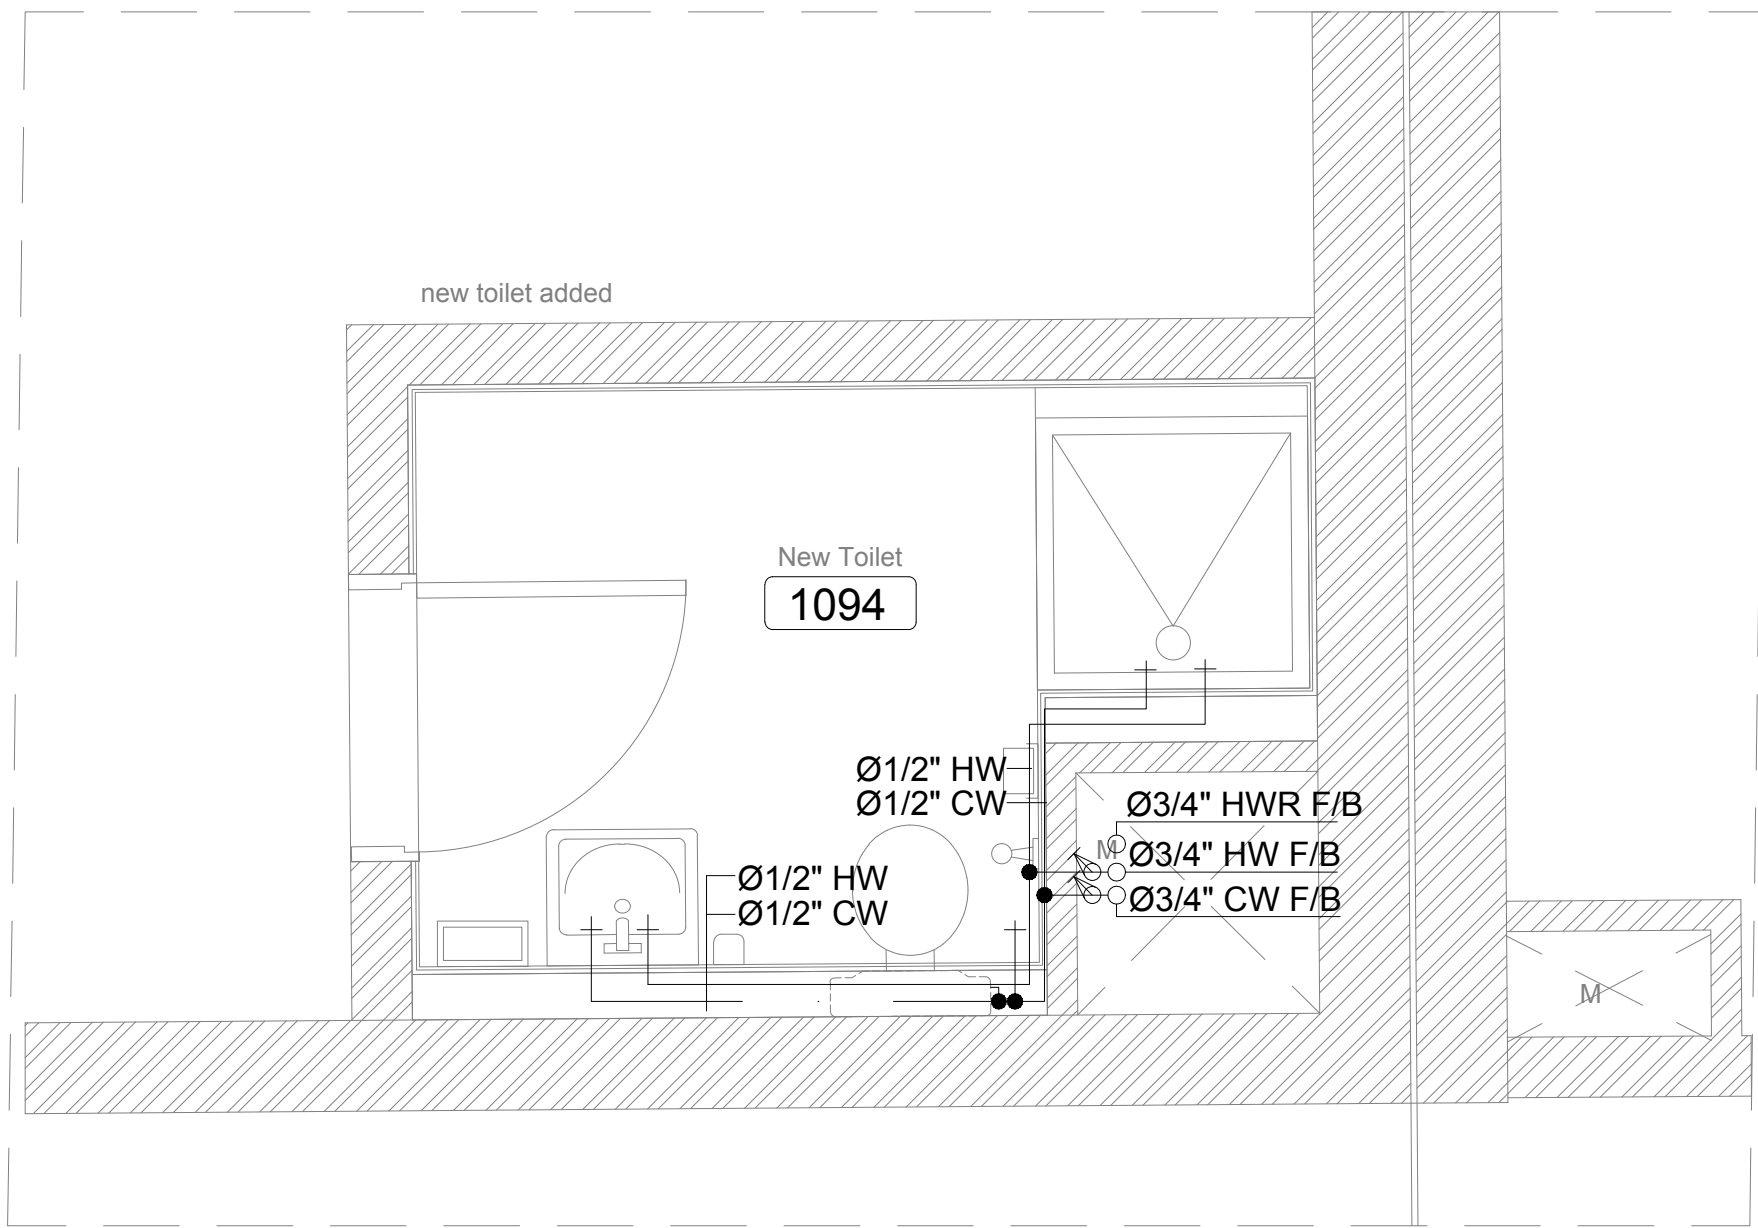 new toilet added
New Toilet
1094
Ø1/2" HW
Ø1/2" CW
Ø3/4" HWR F/B
M
Ø3/4" HW F/B
Ø3/4" CW F/B
Ø1/2" HW
Ø1/2" CW
M